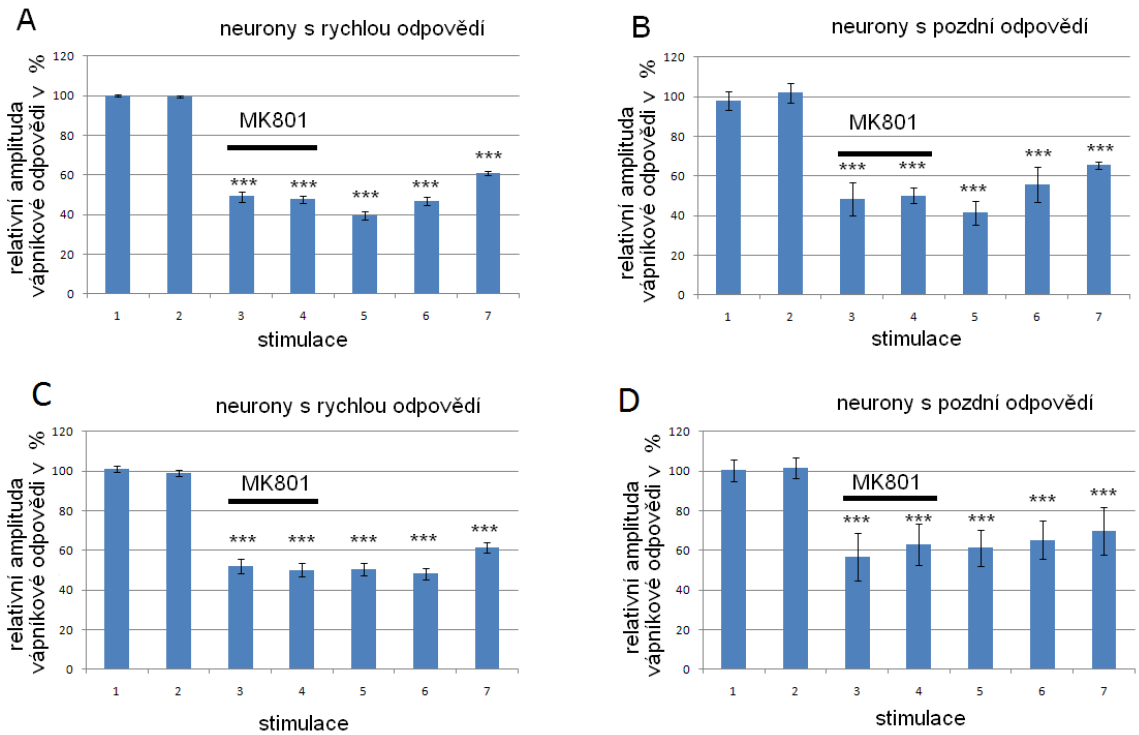 A
neurony s rychlou odpovědí
relativní amplituda
vápníkové odpovědi v %
120
100
80
60
40
20
0
MK801
*** *** *** *** ***
1 2 3 4 5 6 7
stimulace
B
neurony s pozdní odpovědí
relativní amplituda
vápníkové odpovědi v %
120
100
80
60
40
20
0
MK801
*** *** *** *** ***
1 2 3 4 5 6 7
stimulace
C
neurony s rychlou odpovědí
relativní amplituda
vápníkové odpovědi v %
120
100
80
60
40
20
0
MK801
*** *** *** *** ***
1 2 3 4 5 6 7
stimulace
D
neurony s pozdní odpovědí
relativní amplituda
vápníkové odpovědi v %
120
100
80
60
40
20
0
MK801
*** *** *** *** ***
1 2 3 4 5 6 7
stimulace